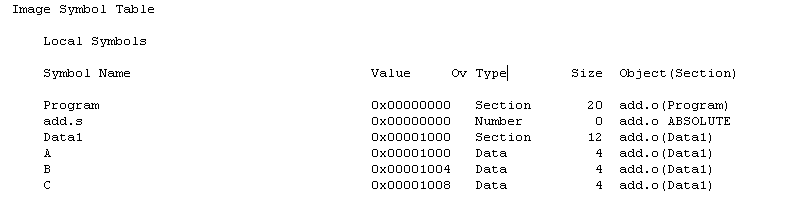 Image Symbol Table
Local Symbols
Symbol Name Value Ov Type Size Object(Section)
Program 0x00000000 Section 20 add.o(Program)
add.s 0x00000000 Number 0 add.o ABSOLUTE
Data1 0x00001000 Section 12 add.o(Data1)
A 0x00001000 Data 4 add.o(Data1)
B 0x00001004 Data 4 add.o(Data1)
C 0x00001008 Data 4 add.o(Data1)